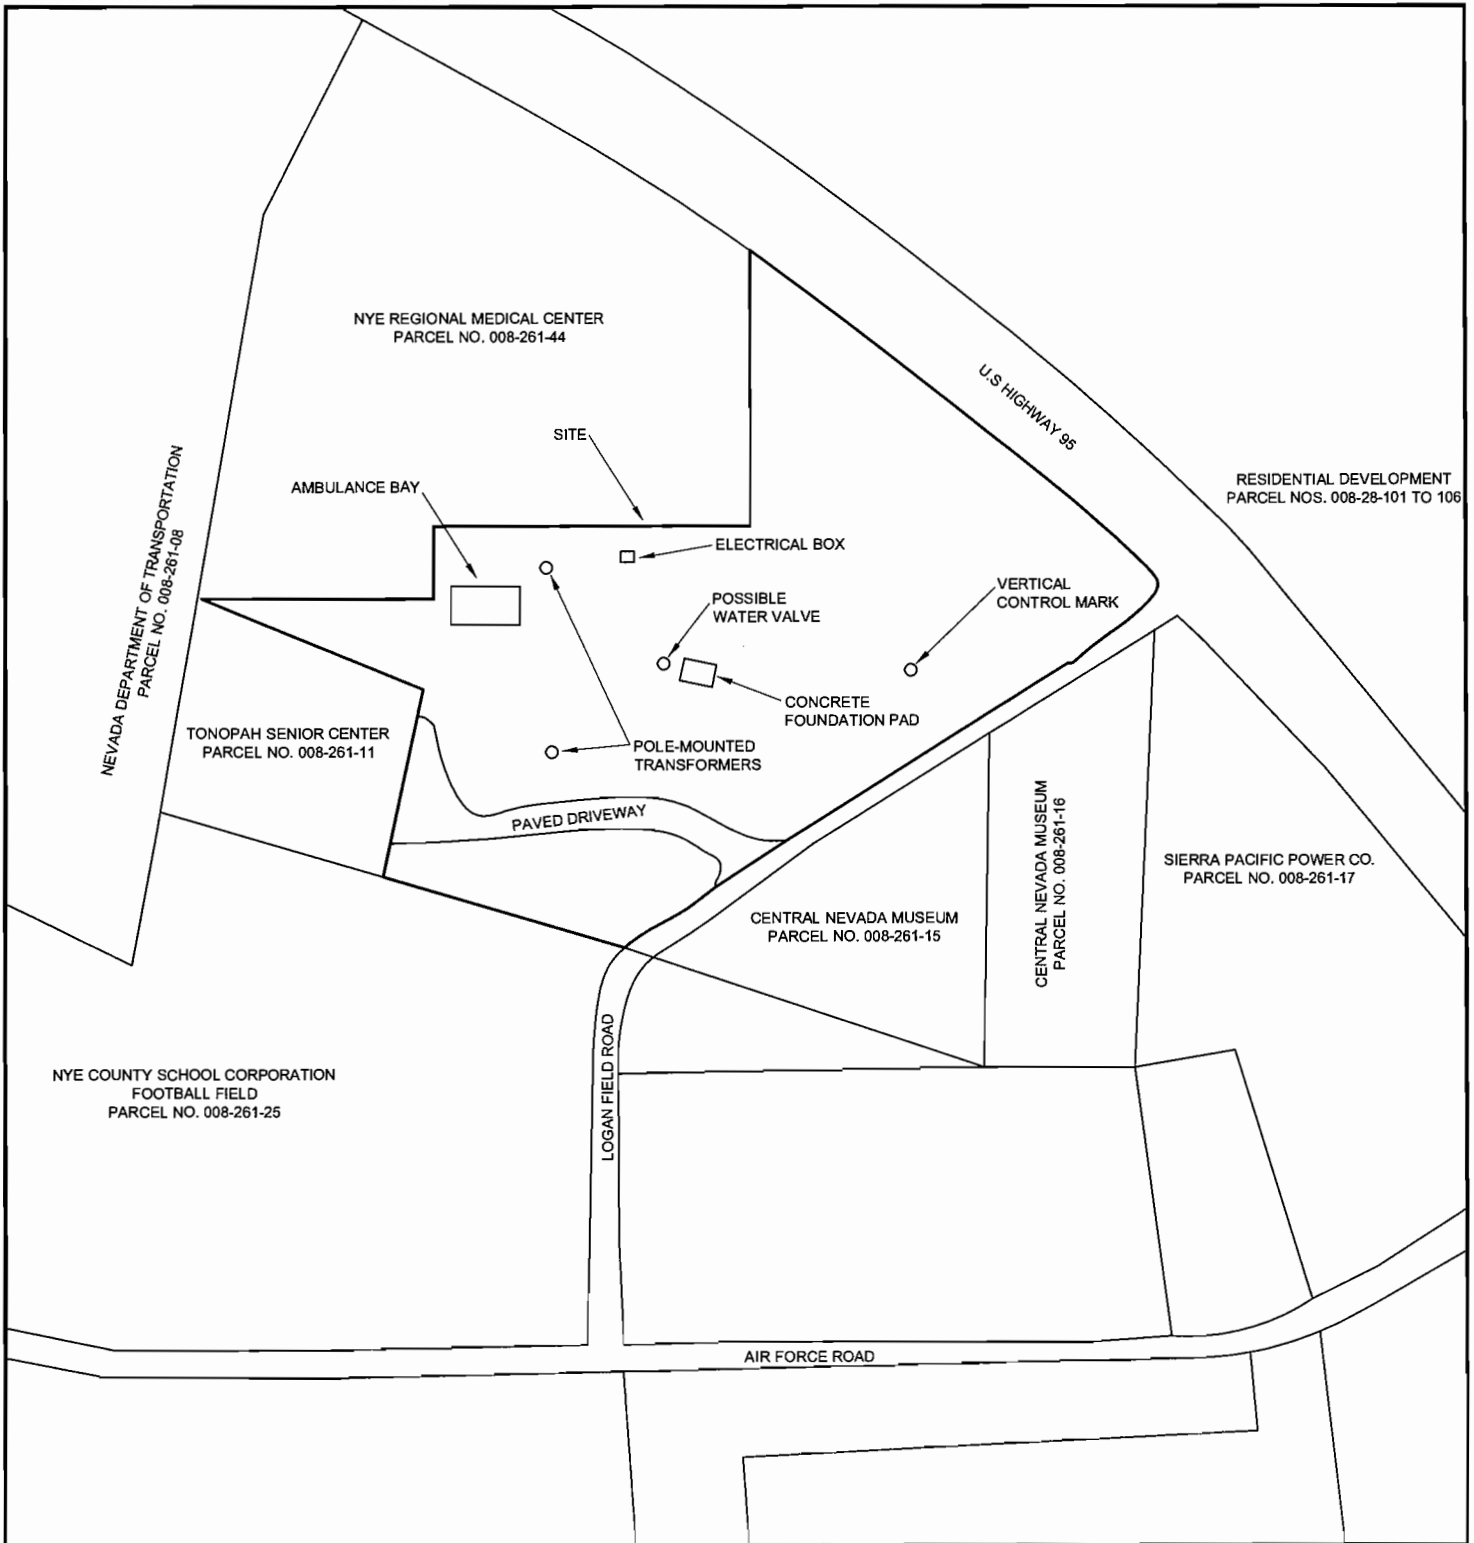 NYE REGIONAL MEDICAL CENTER
PARCEL NO. 008-261-44
U.S HIGHWAY 95
SITE
AMBULANCE BAY
RESIDENTIAL DEVELOPMENT
PARCEL NOS. 008-28-101 TO 106
NEVADA DEPARTMENT OF TRANSPORTATION
PARCEL NO. 008-261-08
ELECTRICAL BOX
VERTICAL
CONTROL MARK
POSSIBLE
WATER VALVE
CONCRETE
FOUNDATION PAD
TONOPAH SENIOR CENTER
PARCEL NO. 008-261-11
POLE-MOUNTED
TRANSFORMERS
PAVED DRIVEWAY
CENTRAL NEVADA MUSEUM
PARCEL NO. 008-261-16
SIERRA PACIFIC POWER CO.
PARCEL NO. 008-261-17
CENTRAL NEVADA MUSEUM
PARCEL NO. 008-261-15
LOGAN FIELD ROAD
NYE COUNTY SCHOOL CORPORATION
FOOTBALL FIELD
PARCEL NO. 008-261-25
AIR FORCE ROAD